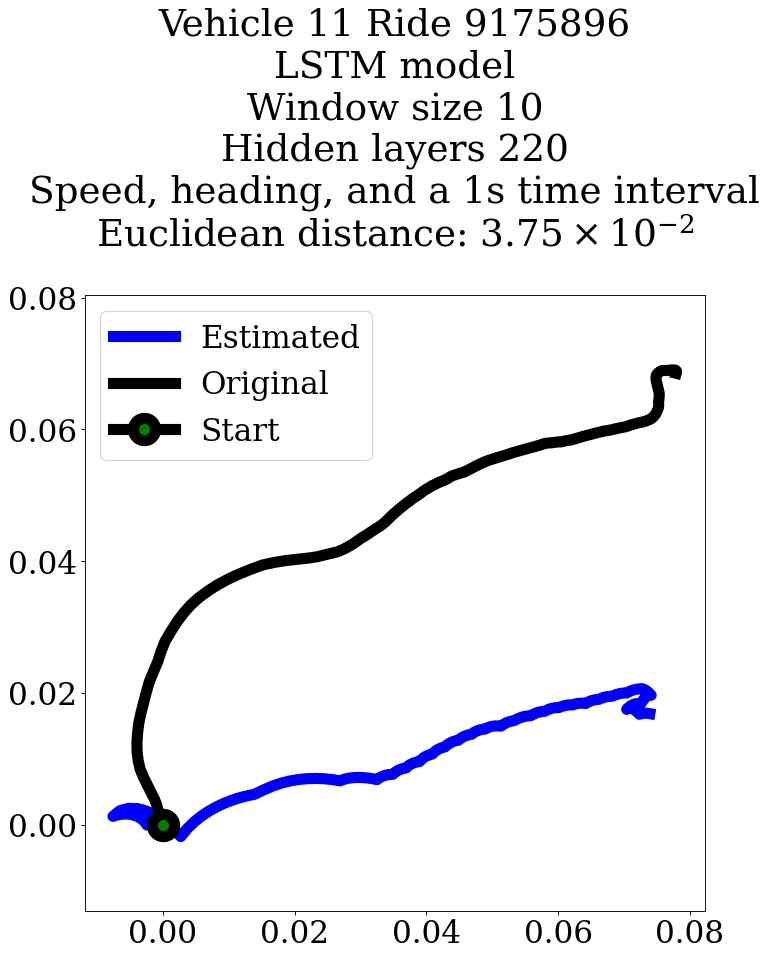 Vehicle 11 Ride 9175896
LSTM model
Window size 10
Hidden layers 220
Speed, heading, and a 1s time interval
Euclidean distance: 3.75 × 10⁻²
0.08
Estimated
Original
Start
0.06
0.04
0.02
0.00
0.00 0.02 0.04 0.06 0.08